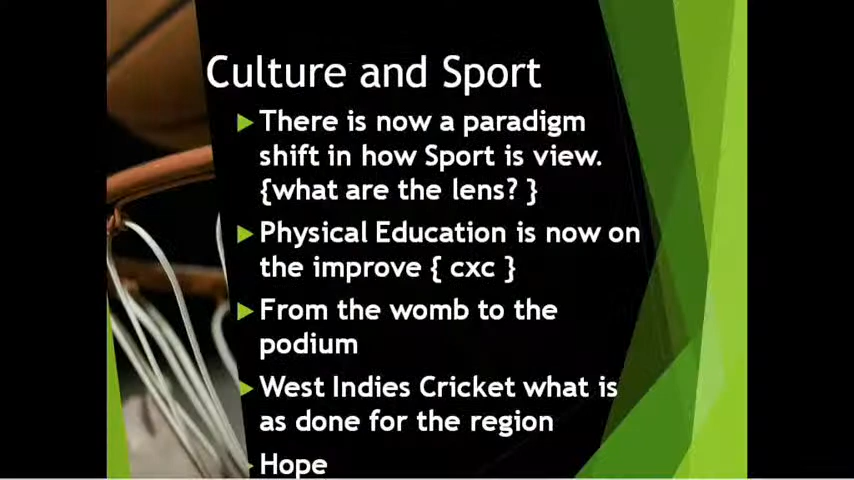 Culture and Sport
There is now a paradigm
shift in how Sport is view.
{what are the lens? }
Physical Education is now on
the improve { cxc }
From the womb to the
podium
West Indies Cricket what is
as done for the region
Hope